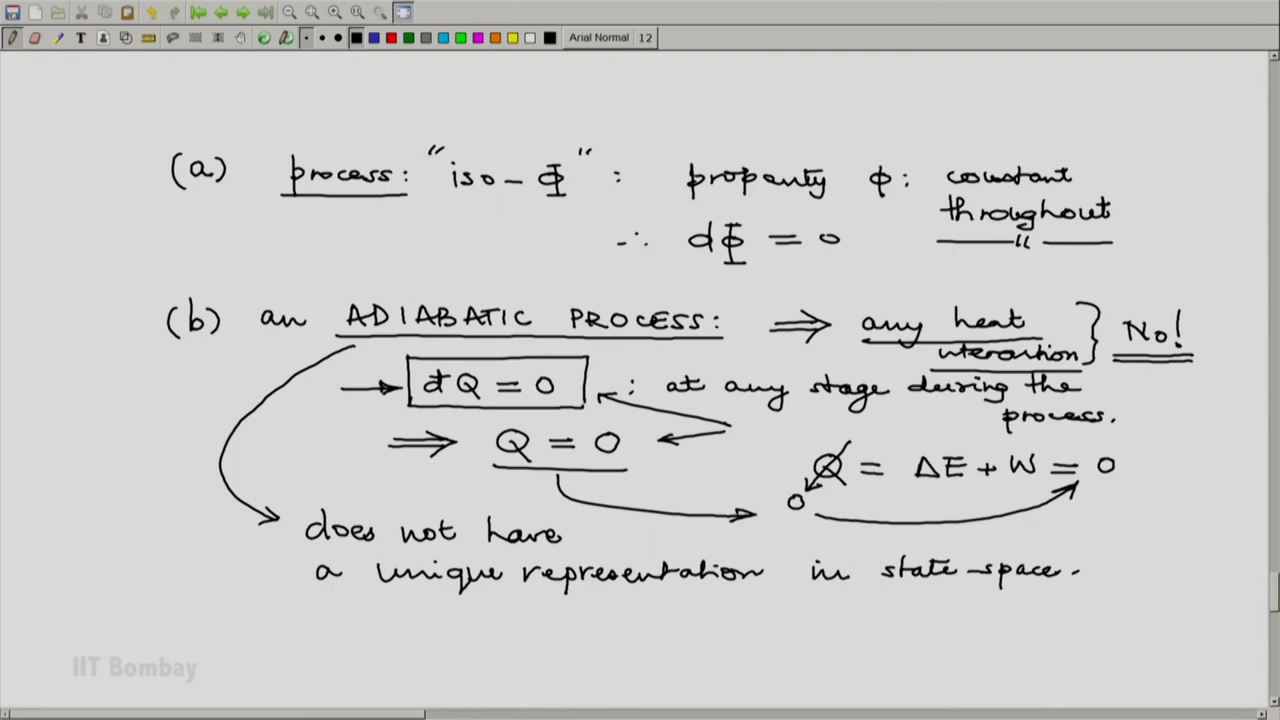 Arial Normal 12
(a) process: "iso-Φ" : property Φ: constant
throughout
∴ dΦ = 0
(b) an ADIABATIC PROCESS: ⟹ any heat
interaction } No!
→ đQ = 0 : at any stage during the
process.
⟹ Q = 0
Q = ΔE + W = 0
0
does not have
a unique representation in state-space.
IIT Bombay